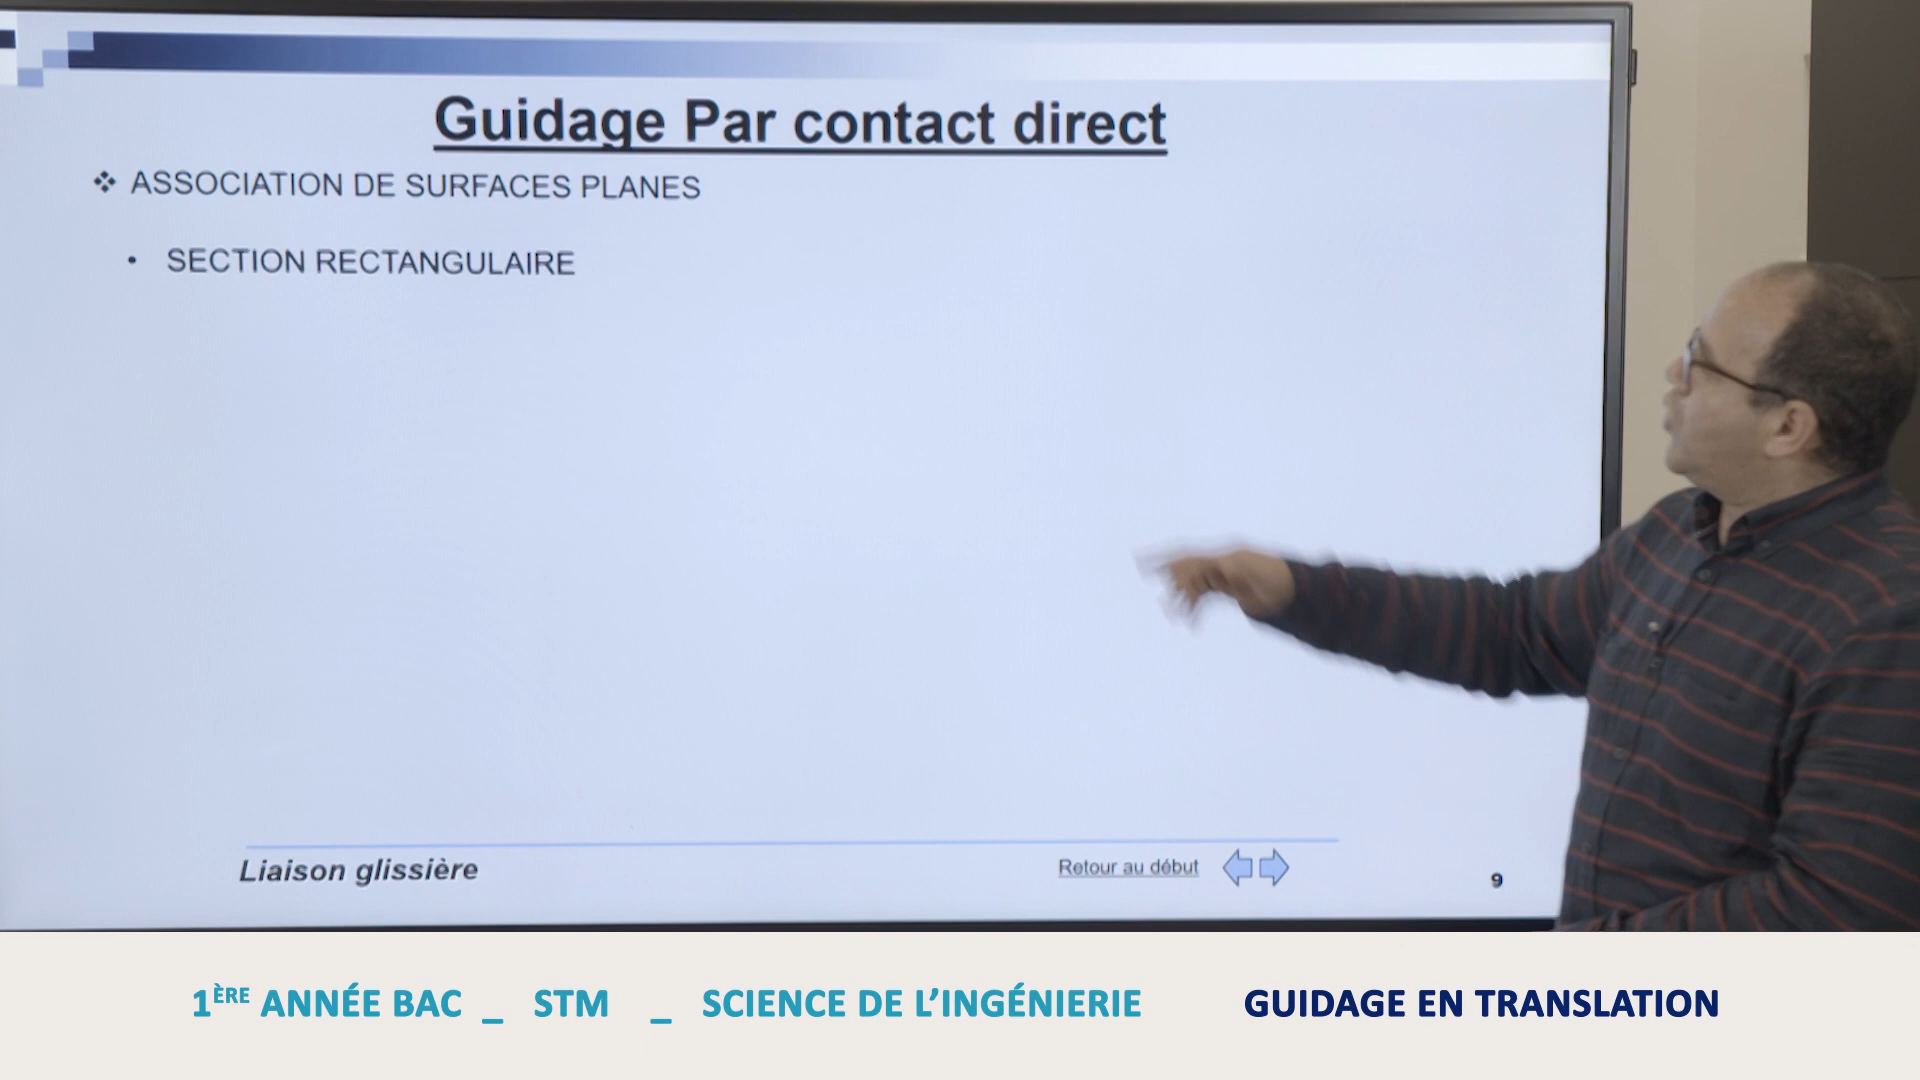 Guidage Par contact direct
❖ ASSOCIATION DE SURFACES PLANES
• SECTION RECTANGULAIRE
Liaison glissière
Retour au début
9
1ÈRE ANNÉE BAC _ STM _ SCIENCE DE L'INGÉNIERIE GUIDAGE EN TRANSLATION